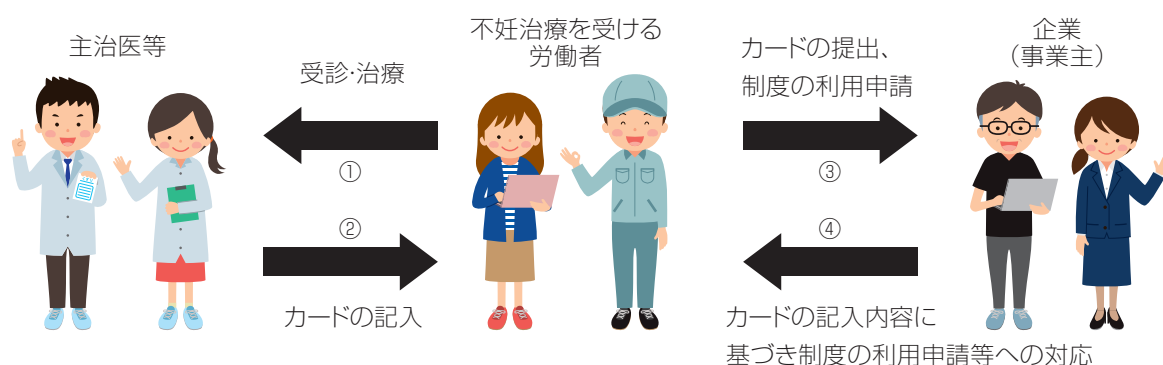 主治医等
不妊治療を受ける
労働者
企業
（事業主）
受診・治療
①
②
カードの記入
カードの提出、
制度の利用申請
③
④
カードの記入内容に
基づき制度の利用申請等への対応